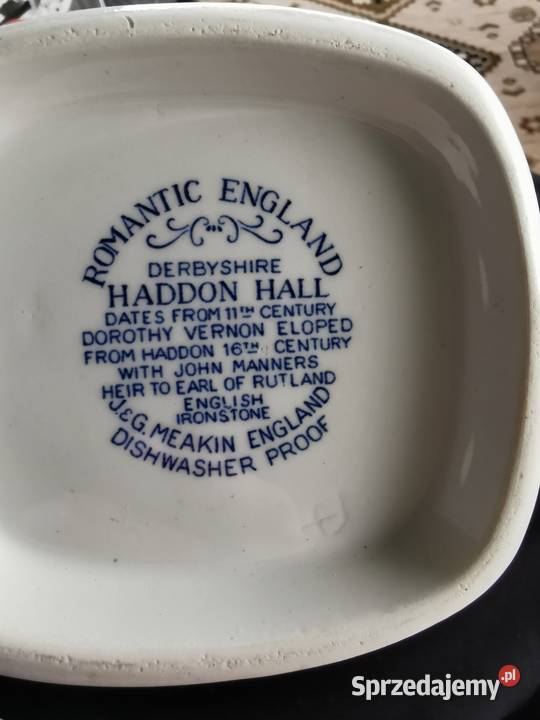 ROMANTIC ENGLAND
DERBYSHIRE
HADDON HALL
DATES FROM 11TH CENTURY
DOROTHY VERNON ELOPED
FROM HADDON 16TH CENTURY
WITH JOHN MANNERS
HEIR TO EARL OF RUTLAND
ENGLISH
IRONSTONE
J.&G. MEAKIN ENGLAND
DISHWASHER PROOF
Sprzedajemy.pl